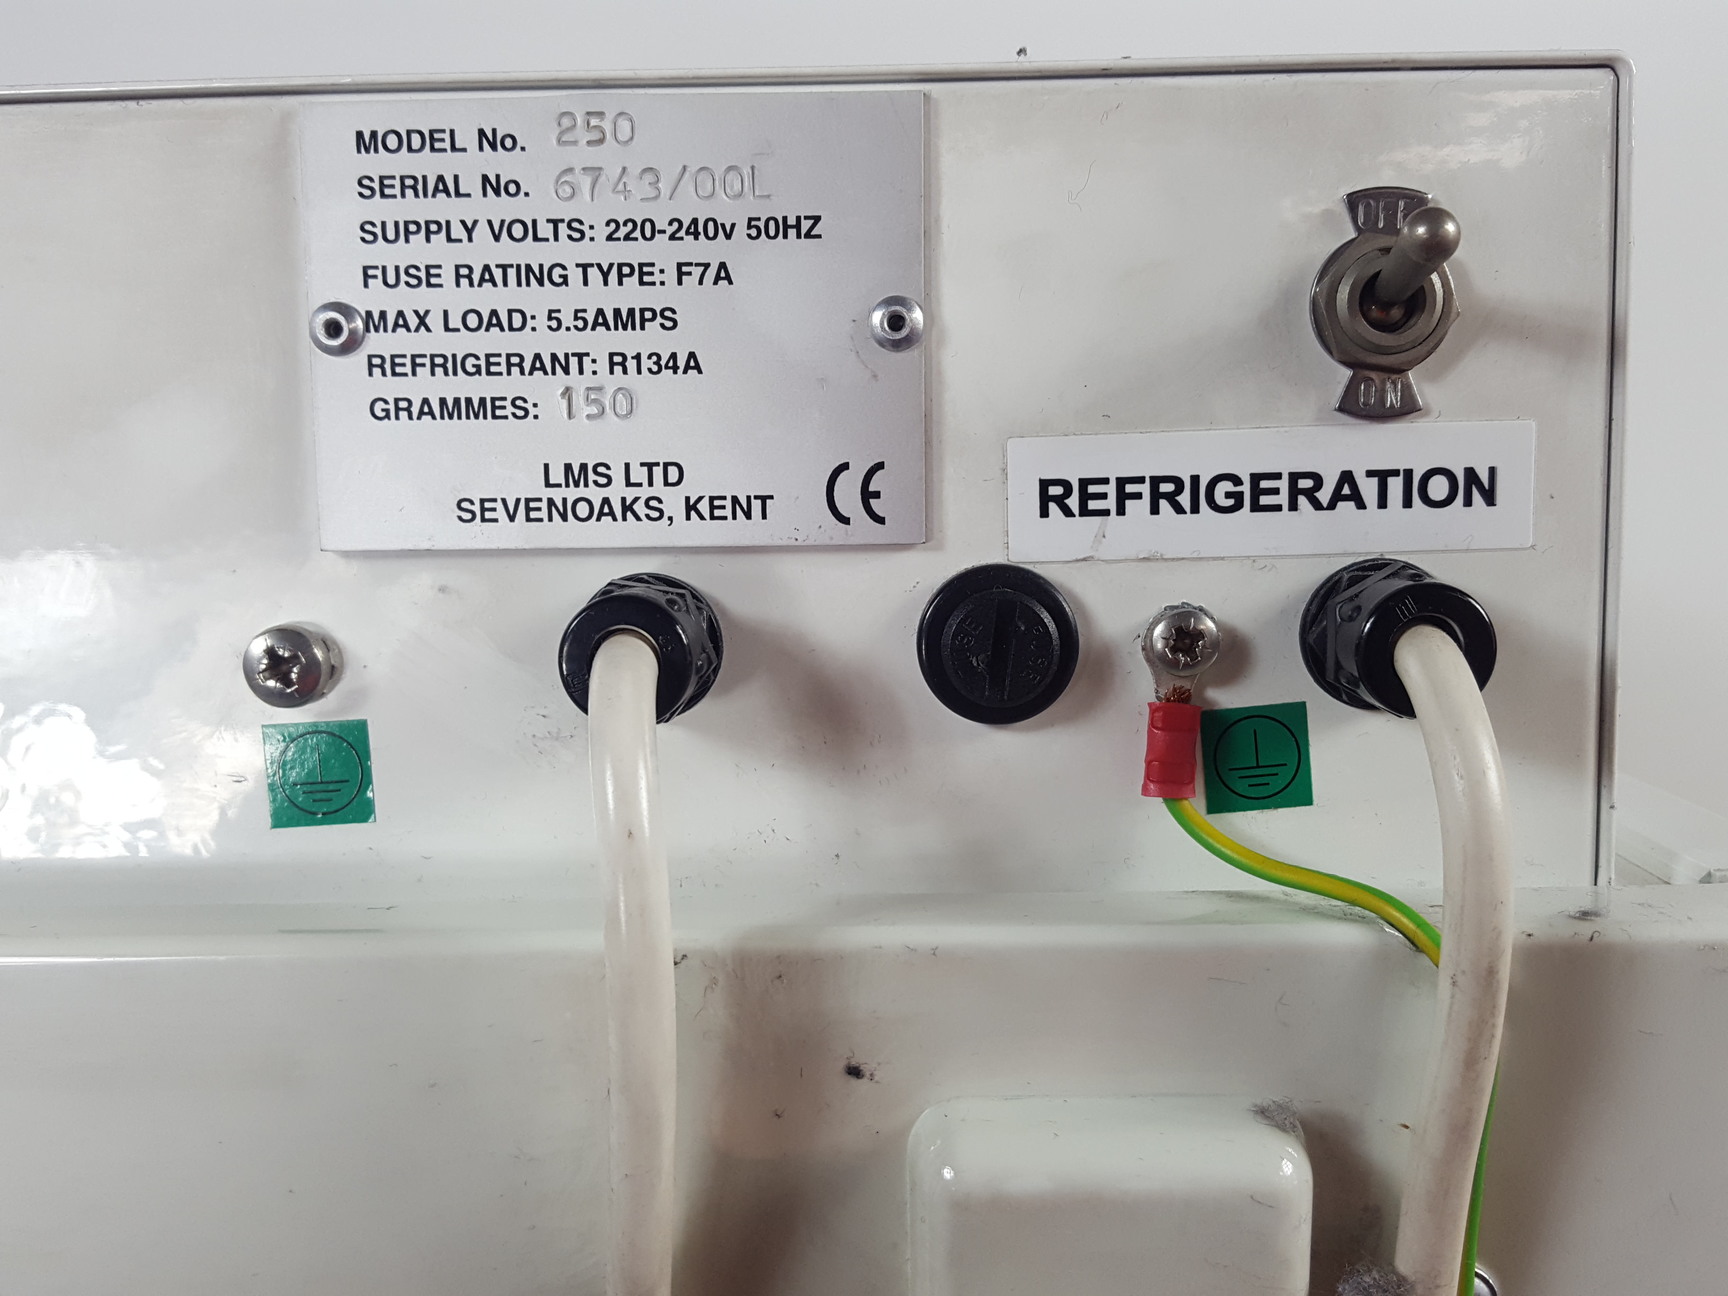 MODEL No. 250
SERIAL No. 6743/00L
SUPPLY VOLTS: 220-240v 50HZ
FUSE RATING TYPE: F7A
MAX LOAD: 5.5AMPS
REFRIGERANT: R134A
GRAMMES: 150
LMS LTD
SEVENOAKS, KENT
CE
OFF
ON
REFRIGERATION
FUSE